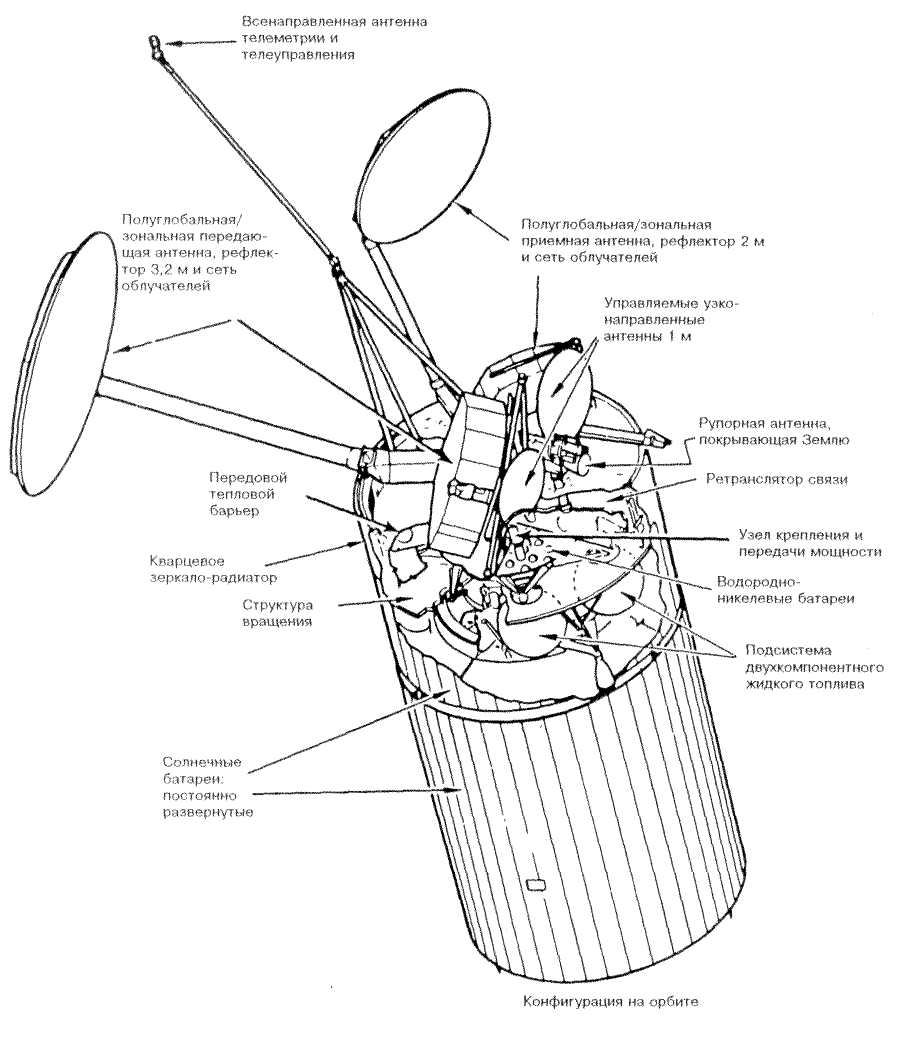 Всенаправленная антенна
телеметрии и
телеуправления
Полуглобальная/
зональная передаю-
щая антенна, рефлек-
тор 3,2 м и сеть
облучателей
Полуглобальная/зональная
приемная антенна, рефлектор 2 м
и сеть облучателей
Управляемые узко-
направленные
антенны 1 м
Рупорная антенна,
покрывающая Землю
Ретранслятор связи
Передовой
тепловой
барьер
Узел крепления и
передачи мощности
Кварцевое
зеркало-радиатор
Водородно-
никелевые батареи
Структура
вращения
Подсистема
двухкомпонентного
жидкого топлива
Солнечные
батареи:
постоянно
развернутые
Конфигурация на орбите